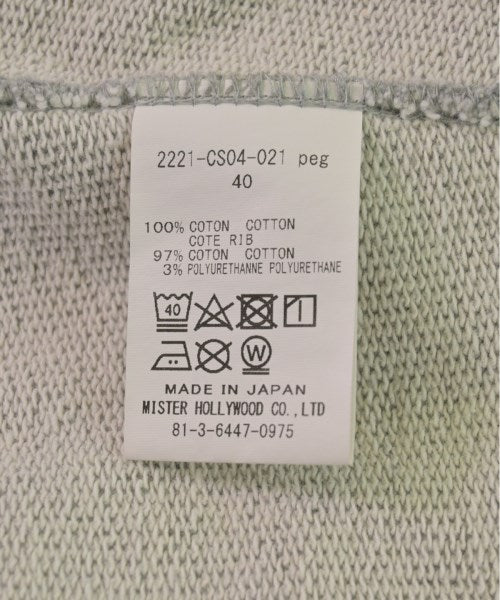 2221-CS04-021 peg
40
100% COTON COTTON
COTE RIB
97% COTON COTTON
3% POLYURETHANNE POLYURETHANE
40
W
MADE IN JAPAN
MISTER HOLLYWOOD CO.,LTD
81-3-6447-0975